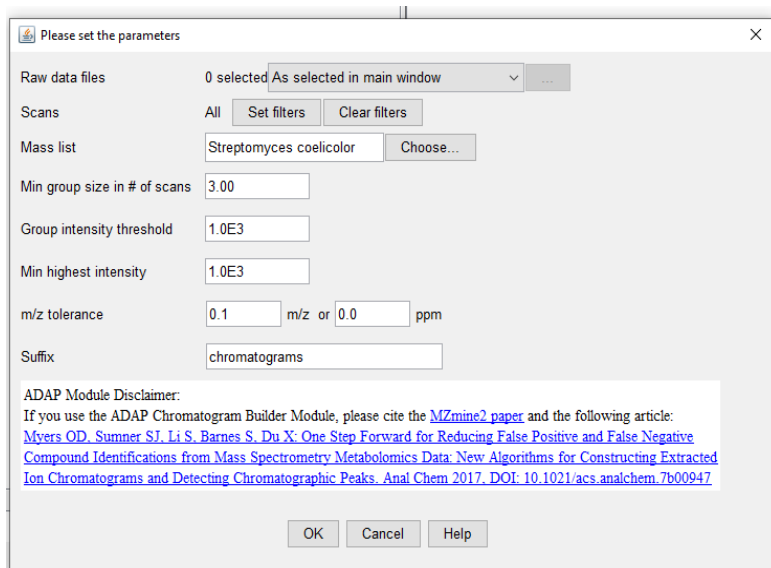 Please set the parameters
Raw data files 0 selected As selected in main window ...
Scans All Set filters Clear filters
Mass list Streptomyces coelicolor Choose...
Min group size in # of scans 3.00
Group intensity threshold 1.0E3
Min highest intensity 1.0E3
m/z tolerance 0.1 m/z or 0.0 ppm
Suffix chromatograms
ADAP Module Disclaimer:
If you use the ADAP Chromatogram Builder Module, please cite the MZmine2 paper and the following article:
Myers OD, Sumner SJ, Li S, Barnes S, Du X: One Step Forward for Reducing False Positive and False Negative
Compound Identifications from Mass Spectrometry Metabolomics Data: New Algorithms for Constructing Extracted
Ion Chromatograms and Detecting Chromatographic Peaks. Anal Chem 2017, DOI: 10.1021/acs.analchem.7b00947
OK Cancel Help